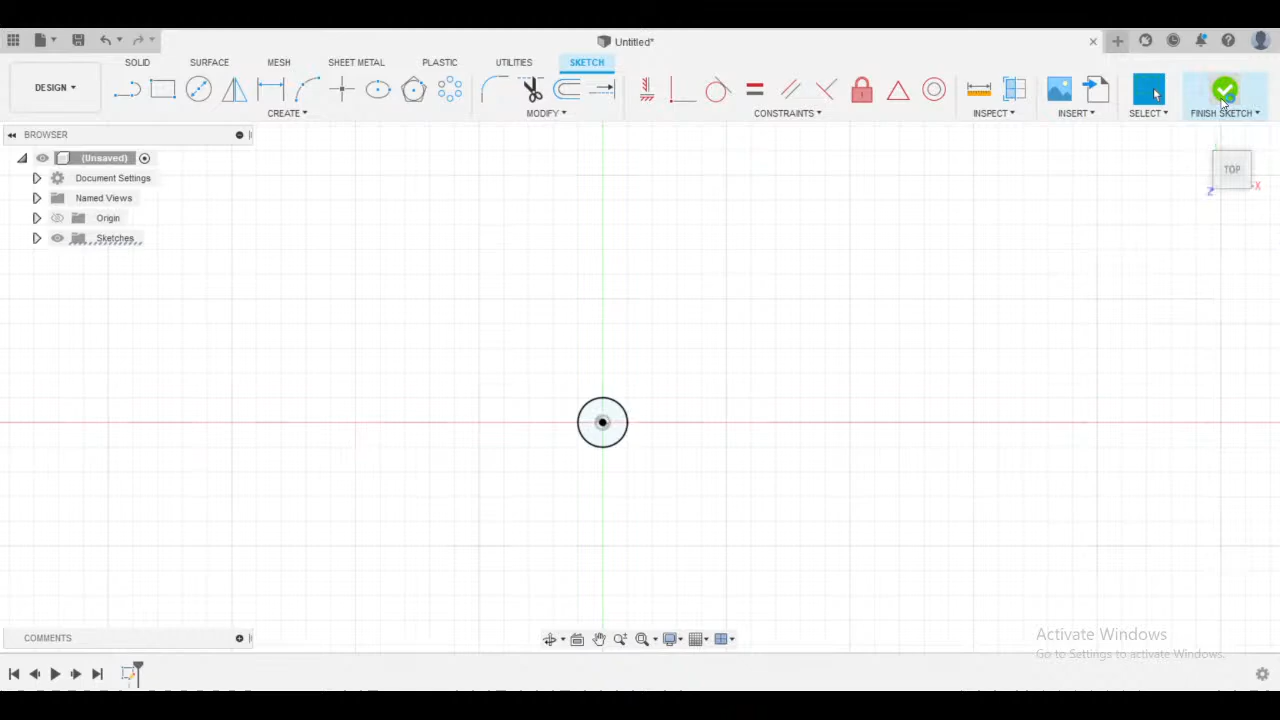 Untitled*
SOLID SURFACE MESH SHEET METAL PLASTIC UTILITIES SKETCH
DESIGN
CREATE MODIFY CONSTRAINTS INSPECT INSERT SELECT FINISH SKETCH
BROWSER
(Unsaved)
Document Settings
Named Views
Origin
Sketches
TOP
X
Z
COMMENTS
Activate Windows
Go to Settings to activate Windows.